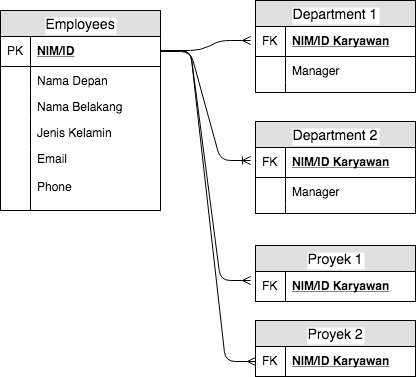 Employees
PK NIM/ID
Nama Depan
Nama Belakang
Jenis Kelamin
Email
Phone
Department 1
FK NIM/ID Karyawan
Manager
Department 2
FK NIM/ID Karyawan
Manager
Proyek 1
FK NIM/ID Karyawan
Proyek 2
FK NIM/ID Karyawan